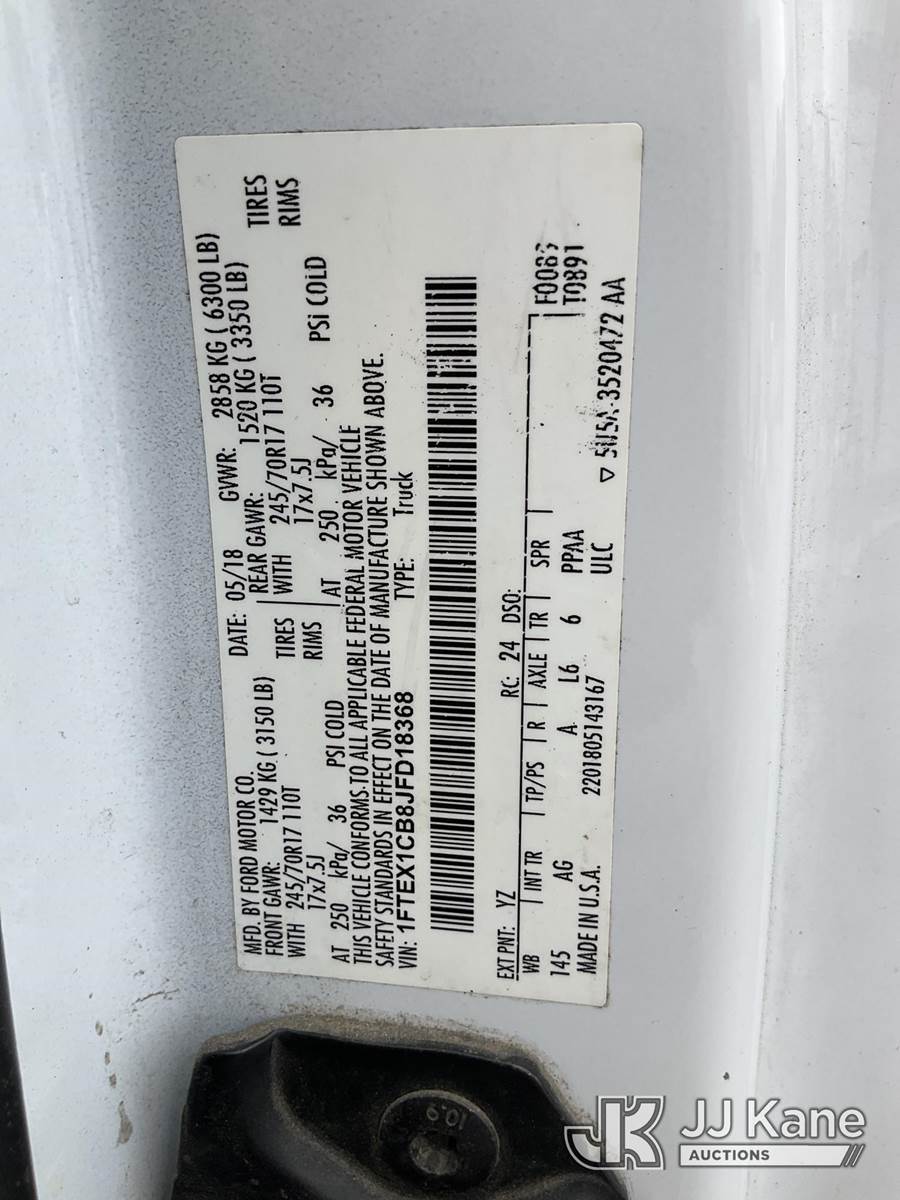 MFD. BY FORD MOTOR CO. DATE: 05/18 GVWR: 2858 KG ( 6300 LB)
FRONT GAWR: 1429 KG ( 3150 LB) REAR GAWR: 1520 KG ( 3350 LB)
WITH 245/70R17 110T TIRES WITH 245/70R17 110T TIRES
17x7.5J RIMS 17x7.5J RIMS
AT 250 kPa/ 36 PSI COLD AT 250 kPa/ 36 PSi COLD
THIS VEHICLE CONFORMS TO ALL APPLICABLE FEDERAL MOTOR VEHICLE
SAFETY STANDARDS IN EFFECT ON THE DATE OF MANUFACTURE SHOWN ABOVE.
VIN: 1FTEX1CB8JFD18368 TYPE: Truck
EXT PNT: YZ RC: 24 DSO:
WB INT TR TP/PS R AXLE TR SPR
145 AG A L6 6 PPAA
MADE IN U.S.A. 2201805143167 ULC
T0891
3520472 AA
10.9
JK JJ Kane
AUCTIONS